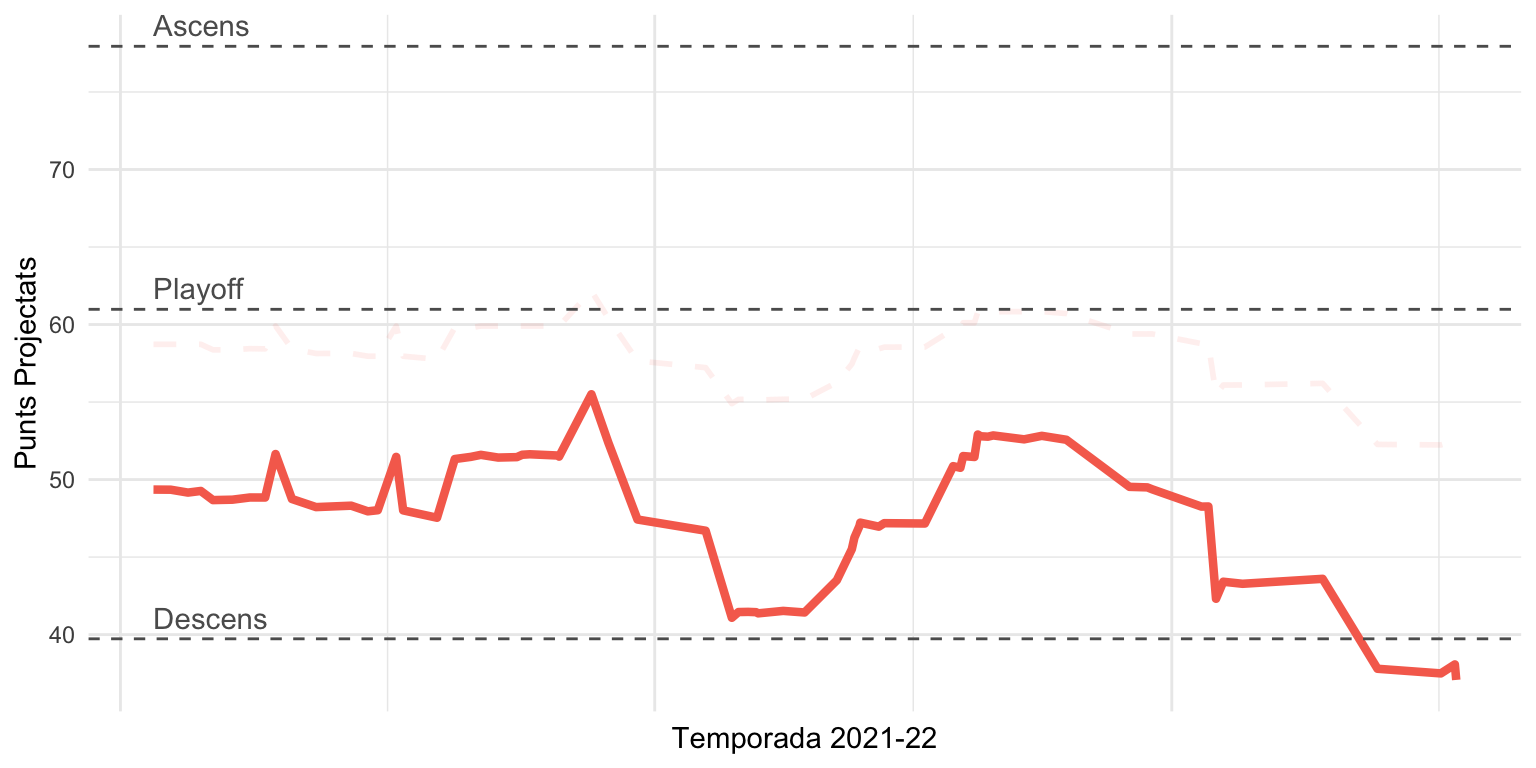 Ascens
70
Playoff
60
50
Descens
40
Punts Projectats
Temporada 2021-22